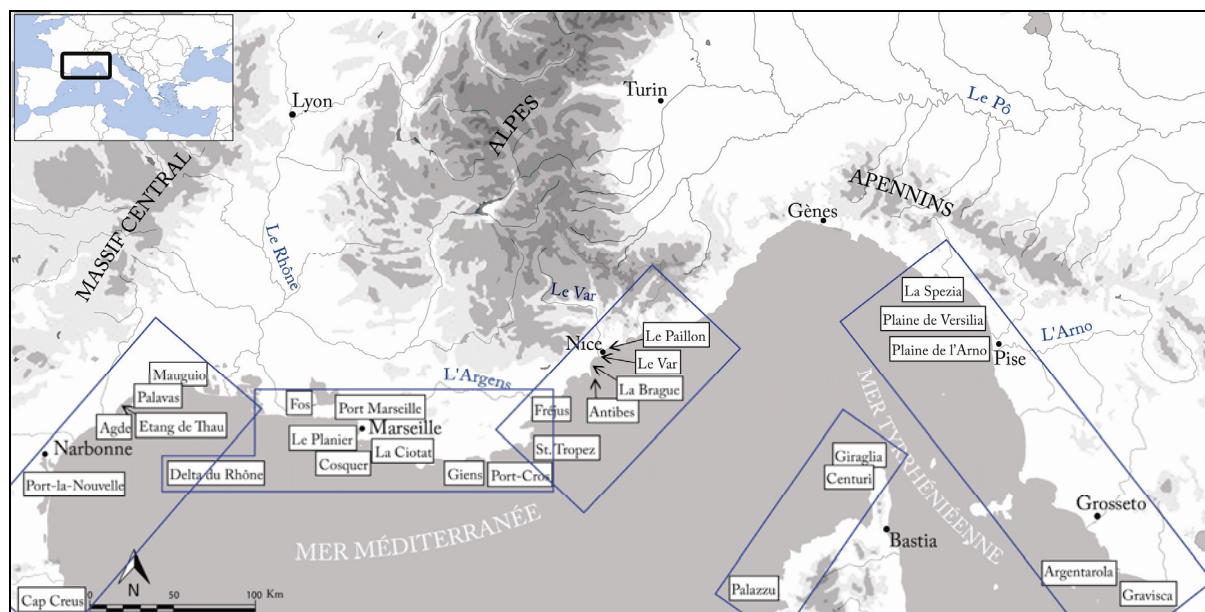 Lyon
Turin
Le Pô
ALPES
MASSIF CENTRAL
Le Rhône
APENNINS
Gènes
Le Var
La Spezia
Plaine de Versilia
Plaine de l'Arno
L'Arno
Pise
Nice
Le Paillon
Le Var
La Brague
Antibes
L'Argens
Fréjus
St. Tropez
Mauguio
Palavas
Agde
Etang de Thau
Narbonne
Port-la-Nouvelle
Fos
Port Marseille
Marseille
Le Planier
La Ciotat
Cosquer
Delta du Rhône
Giens
Port-Cros
MER MÉDITERRANÉE
MER TYRRHÉNIÉENNE
Giraglia
Centuri
Bastia
Palazzu
Grosseto
Argentarola
Gravisca
Cap Creus
N
0 50 100 Km